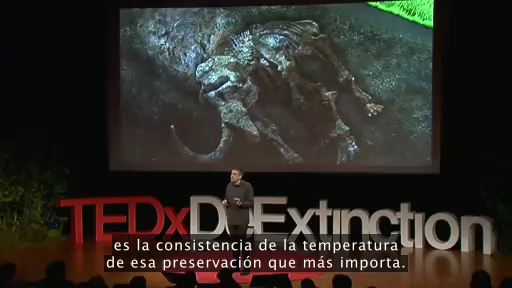 TEDxDeExtinction
es la consistencia de la temperatura
de esa preservación que más importa.